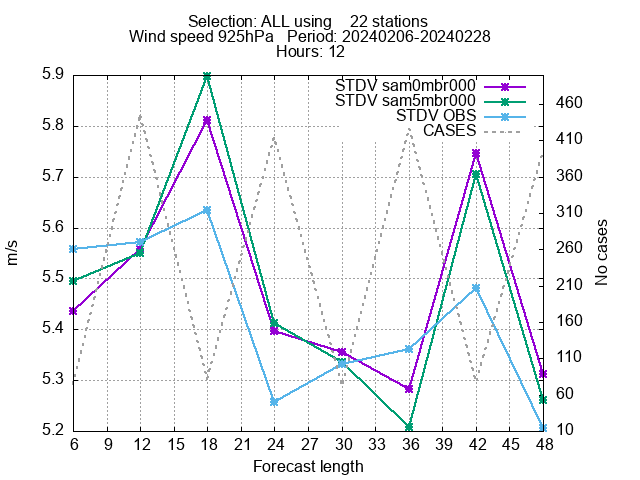 Selection: ALL using    22 stations
Wind speed 925hPa   Period: 20240206-20240228
Hours: 12
STDV sam0mbr000
STDV sam5mbr000
STDV OBS
CASES
5.9
5.8
5.7
5.6
5.5
5.4
5.3
5.2
m/s
460
410
360
310
260
210
160
110
60
10
No cases
6 9 12 15 18 21 24 27 30 33 36 39 42 45 48
Forecast length